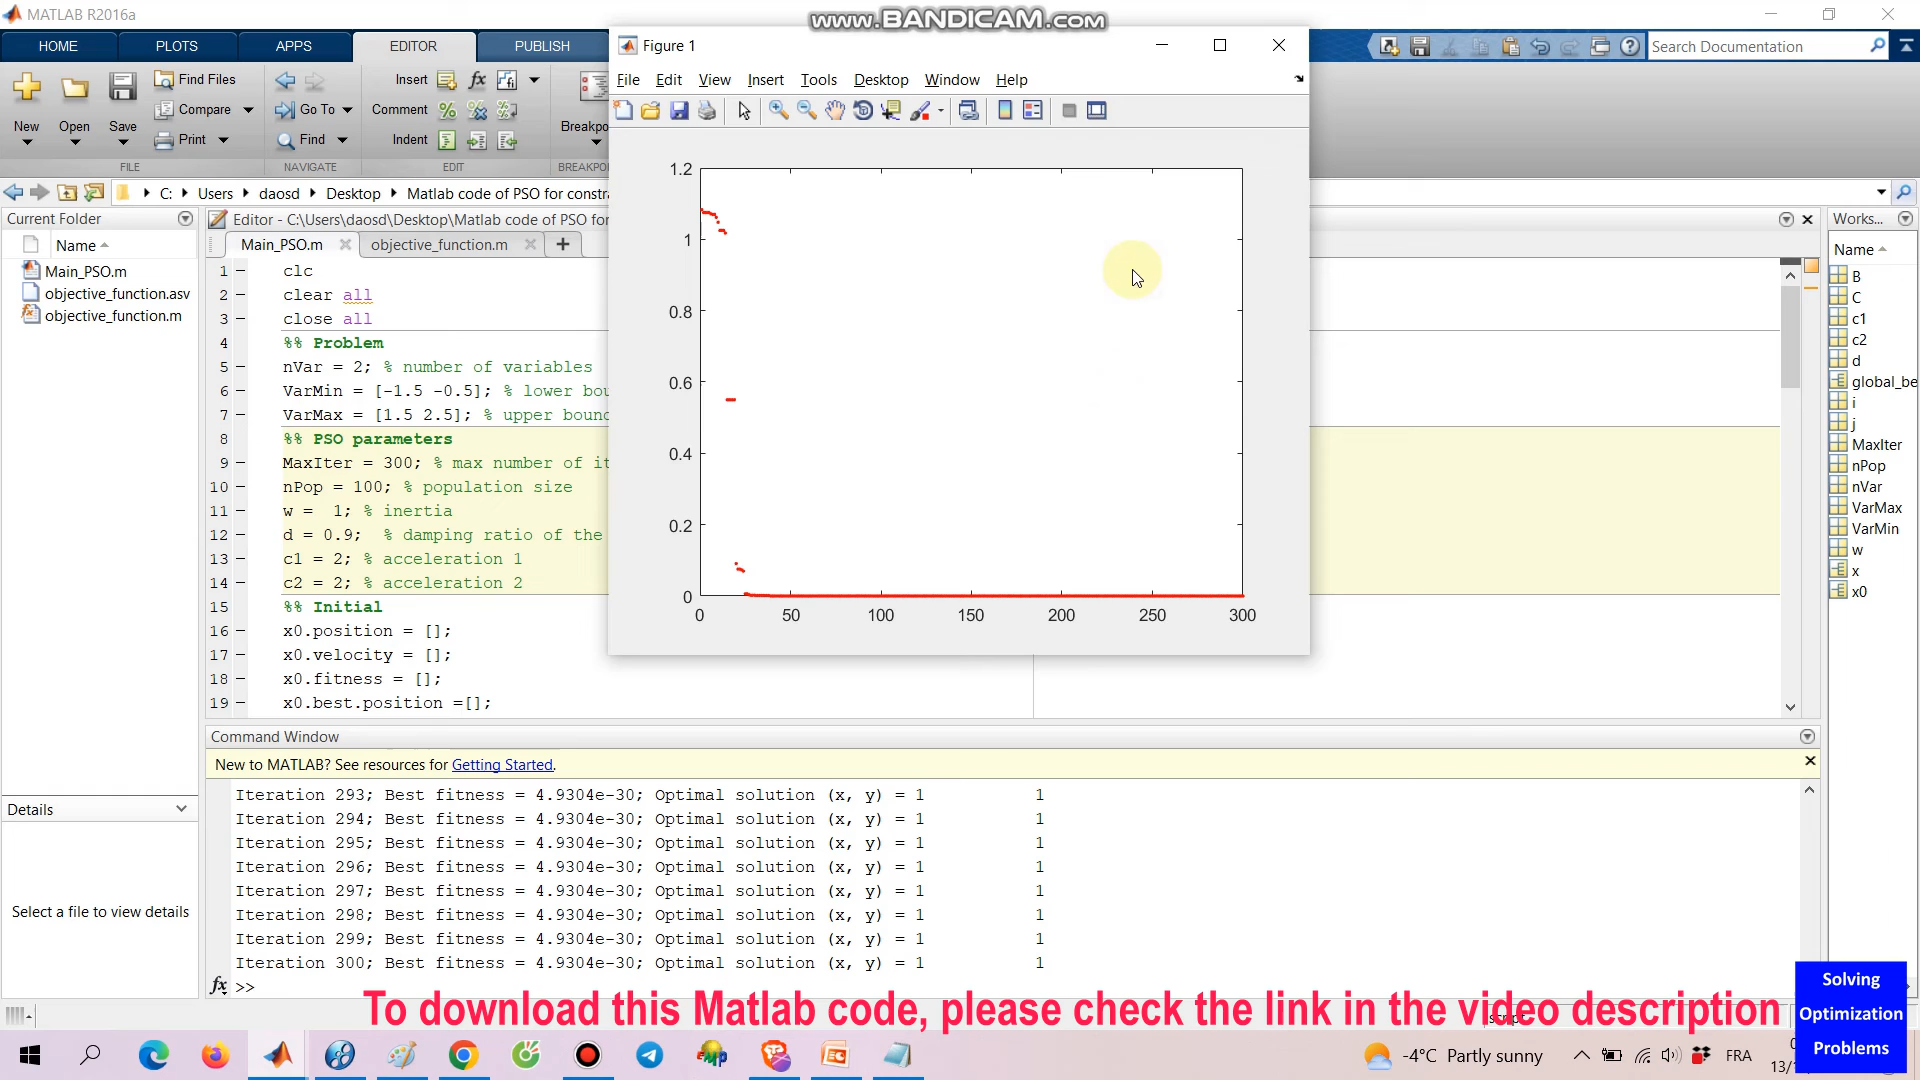 MATLAB R2016a
www.BANDICAM.com
HOME PLOTS APPS EDITOR PUBLISH
Search Documentation
New Open Save
Find Files
Compare
Print
FILE
Go To
Find
NAVIGATE
Insert fx
Comment
Indent
EDIT
Breakpo
BREAKPO
Figure 1
File Edit View Insert Tools Desktop Window Help
C: Users daosd Desktop Matlab code of PSO for constra
Current Folder
Name
Main_PSO.m
objective_function.asv
objective_function.m
Details
Select a file to view details
Editor - C:\Users\daosd\Desktop\Matlab code of PSO for
Main_PSO.m objective_function.m
1 clc
2 clear all
3 close all
4 %% Problem
5 nVar = 2; % number of variables
6 VarMin = [-1.5 -0.5]; % lower bou
7 VarMax = [1.5 2.5]; % upper bound
8 %% PSO parameters
9 MaxIter = 300; % max number of it
10 nPop = 100; % population size
11 w =  1; % inertia
12 d = 0.9;  % damping ratio of the
13 c1 = 2; % acceleration 1
14 c2 = 2; % acceleration 2
15 %% Initial
16 x0.position = [];
17 x0.velocity = [];
18 x0.fitness = [];
19 x0.best.position =[];
1.2
1
0.8
0.6
0.4
0.2
0
0 50 100 150 200 250 300
Works...
Name
B
C
c1
c2
d
global_be
i
j
MaxIter
nPop
nVar
VarMax
VarMin
w
x
x0
Command Window
New to MATLAB? See resources for Getting Started.
Iteration 293; Best fitness = 4.9304e-30; Optimal solution (x, y) = 1 1
Iteration 294; Best fitness = 4.9304e-30; Optimal solution (x, y) = 1 1
Iteration 295; Best fitness = 4.9304e-30; Optimal solution (x, y) = 1 1
Iteration 296; Best fitness = 4.9304e-30; Optimal solution (x, y) = 1 1
Iteration 297; Best fitness = 4.9304e-30; Optimal solution (x, y) = 1 1
Iteration 298; Best fitness = 4.9304e-30; Optimal solution (x, y) = 1 1
Iteration 299; Best fitness = 4.9304e-30; Optimal solution (x, y) = 1 1
Iteration 300; Best fitness = 4.9304e-30; Optimal solution (x, y) = 1 1
fx >>
To download this Matlab code, please check the link in the video description
Solving
Optimization
Problems
-4°C Partly sunny
FRA
13/